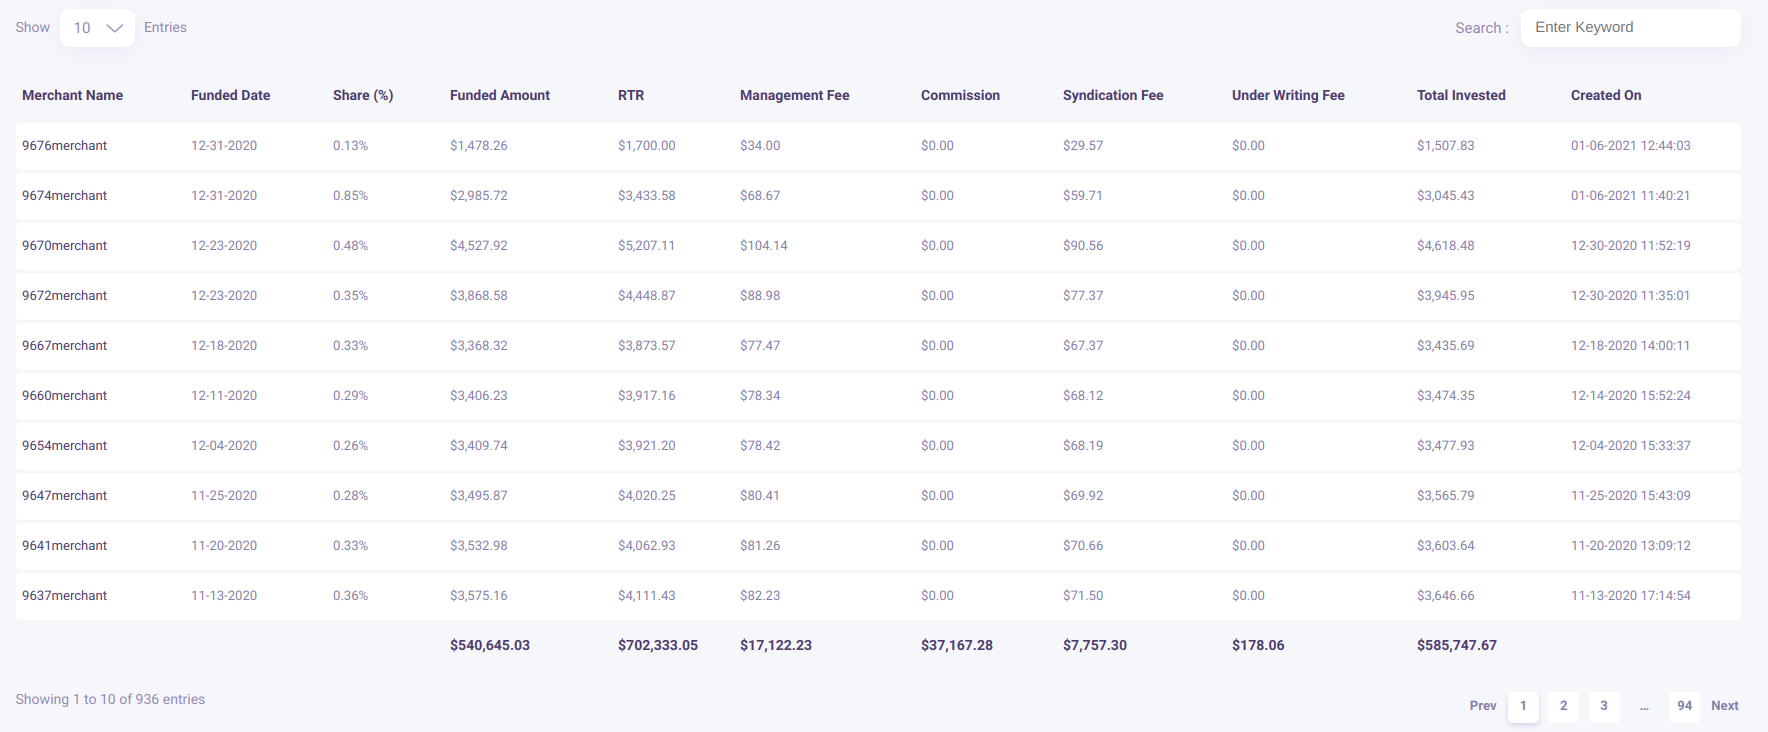 Show 10 Entries Search : Enter Keyword
Merchant Name Funded Date Share (%) Funded Amount RTR Management Fee Commission Syndication Fee Under Writing Fee Total Invested Created On
9676merchant 12-31-2020 0.13% $1,478.26 $1,700.00 $34.00 $0.00 $29.57 $0.00 $1,507.83 01-06-2021 12:44:03
9674merchant 12-31-2020 0.85% $2,985.72 $3,433.58 $68.67 $0.00 $59.71 $0.00 $3,045.43 01-06-2021 11:40:21
9670merchant 12-23-2020 0.48% $4,527.92 $5,207.11 $104.14 $0.00 $90.56 $0.00 $4,618.48 12-30-2020 11:52:19
9672merchant 12-23-2020 0.35% $3,868.58 $4,448.87 $88.98 $0.00 $77.37 $0.00 $3,945.95 12-30-2020 11:35:01
9667merchant 12-18-2020 0.33% $3,368.32 $3,873.57 $77.47 $0.00 $67.37 $0.00 $3,435.69 12-18-2020 14:00:11
9660merchant 12-11-2020 0.29% $3,406.23 $3,917.16 $78.34 $0.00 $68.12 $0.00 $3,474.35 12-14-2020 15:52:24
9654merchant 12-04-2020 0.26% $3,409.74 $3,921.20 $78.42 $0.00 $68.19 $0.00 $3,477.93 12-04-2020 15:33:37
9647merchant 11-25-2020 0.28% $3,495.87 $4,020.25 $80.41 $0.00 $69.92 $0.00 $3,565.79 11-25-2020 15:43:09
9641merchant 11-20-2020 0.33% $3,532.98 $4,062.93 $81.26 $0.00 $70.66 $0.00 $3,603.64 11-20-2020 13:09:12
9637merchant 11-13-2020 0.36% $3,575.16 $4,111.43 $82.23 $0.00 $71.50 $0.00 $3,646.66 11-13-2020 17:14:54
$540,645.03 $702,333.05 $17,122.23 $37,167.28 $7,757.30 $178.06 $585,747.67
Showing 1 to 10 of 936 entries Prev 1 2 3 ... 94 Next